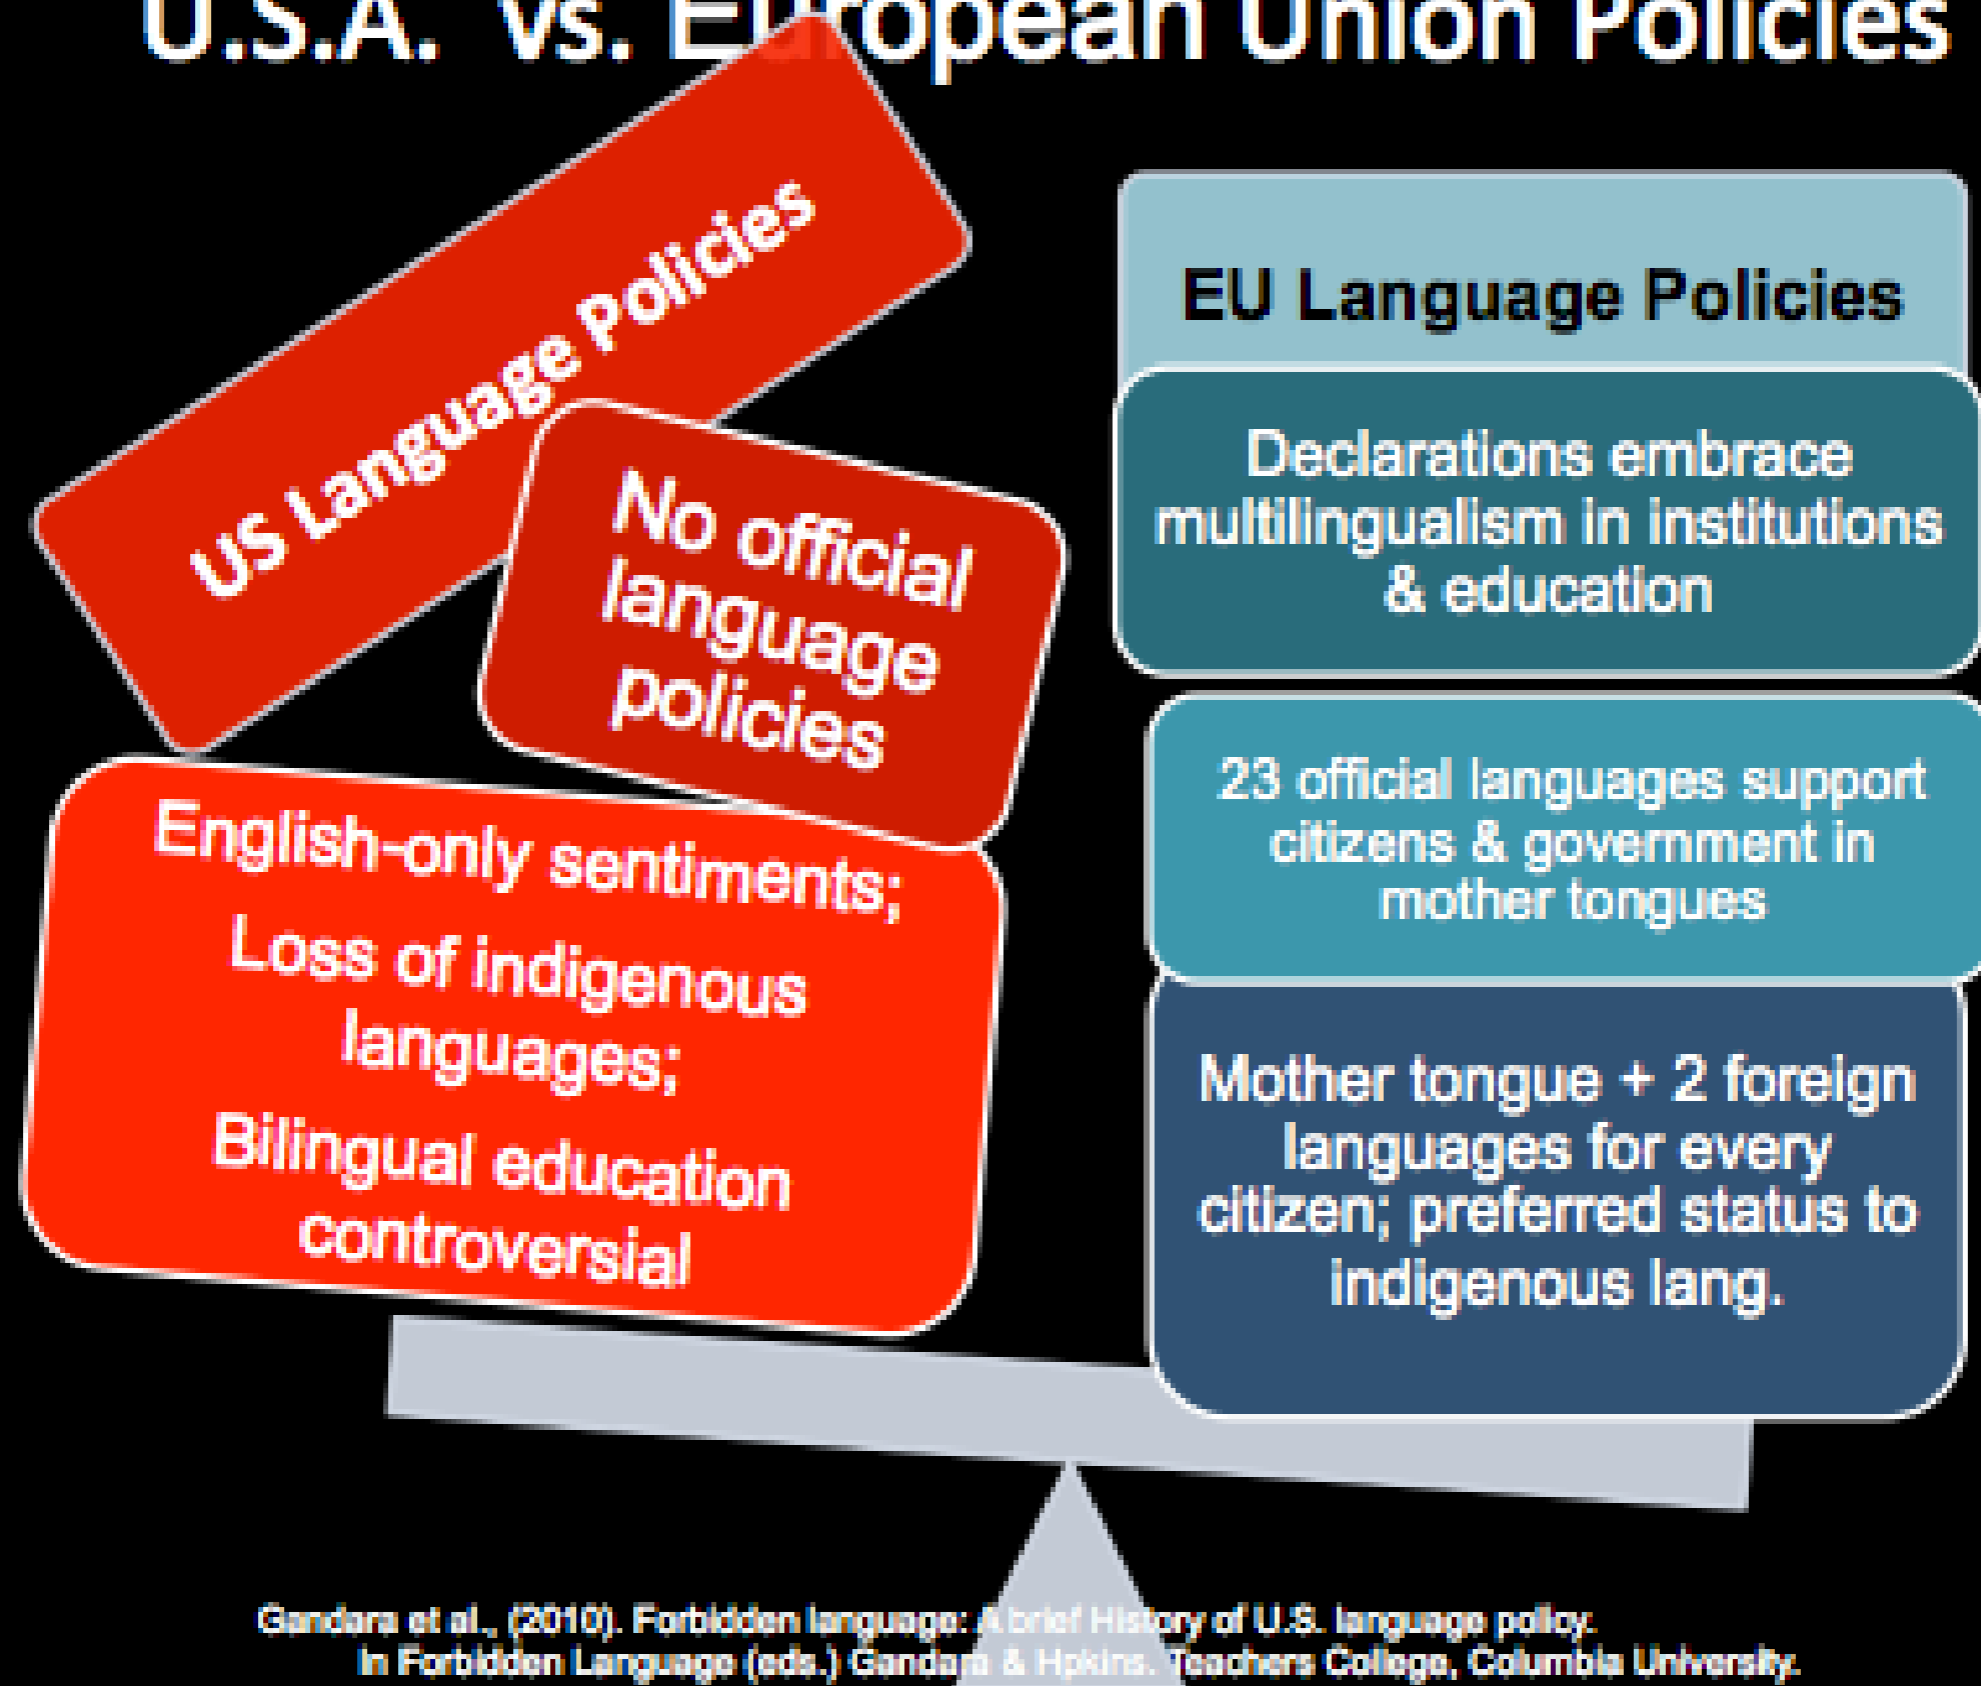 U.S.A. vs. European Union Policies
US Language Policies
No official
language
policies
English-only sentiments;
Loss of indigenous
languages;
Bilingual education
controversial
EU Language Policies
Declarations embrace
multilingualism in institutions
& education
23 official languages support
citizens & government in
mother tongues
Mother tongue + 2 foreign
languages for every
citizen; preferred status to
indigenous lang.
Gandara et al., (2010). Forbidden language: A brief History of U.S. language policy.
In Forbidden Language (eds.) Gandara & Hpkins. Teachers College, Columbia University.